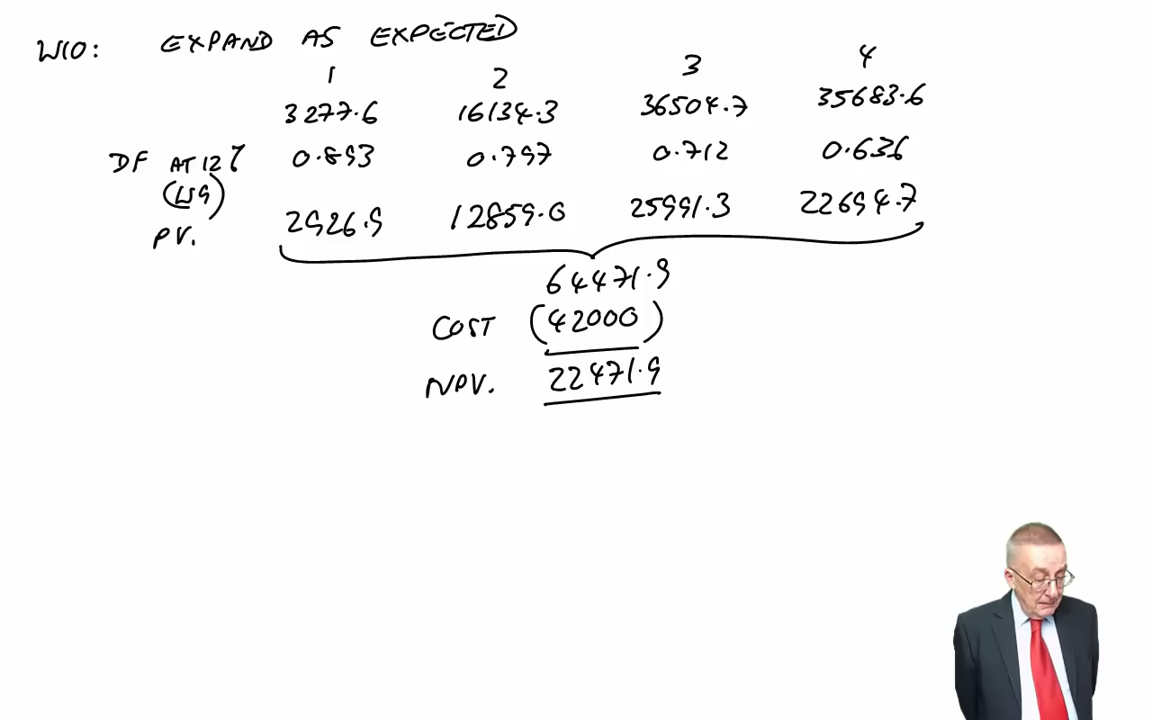 W10: EXPAND AS EXPECTED
1 2 3 4
3277.6 16134.3 36504.7 35683.6
DF AT 12% 0.893 0.797 0.712 0.636
(W9)
PV. 2926.9 12859.0 25991.3 22694.7
64471.9
COST (42000)
NPV. 22471.9